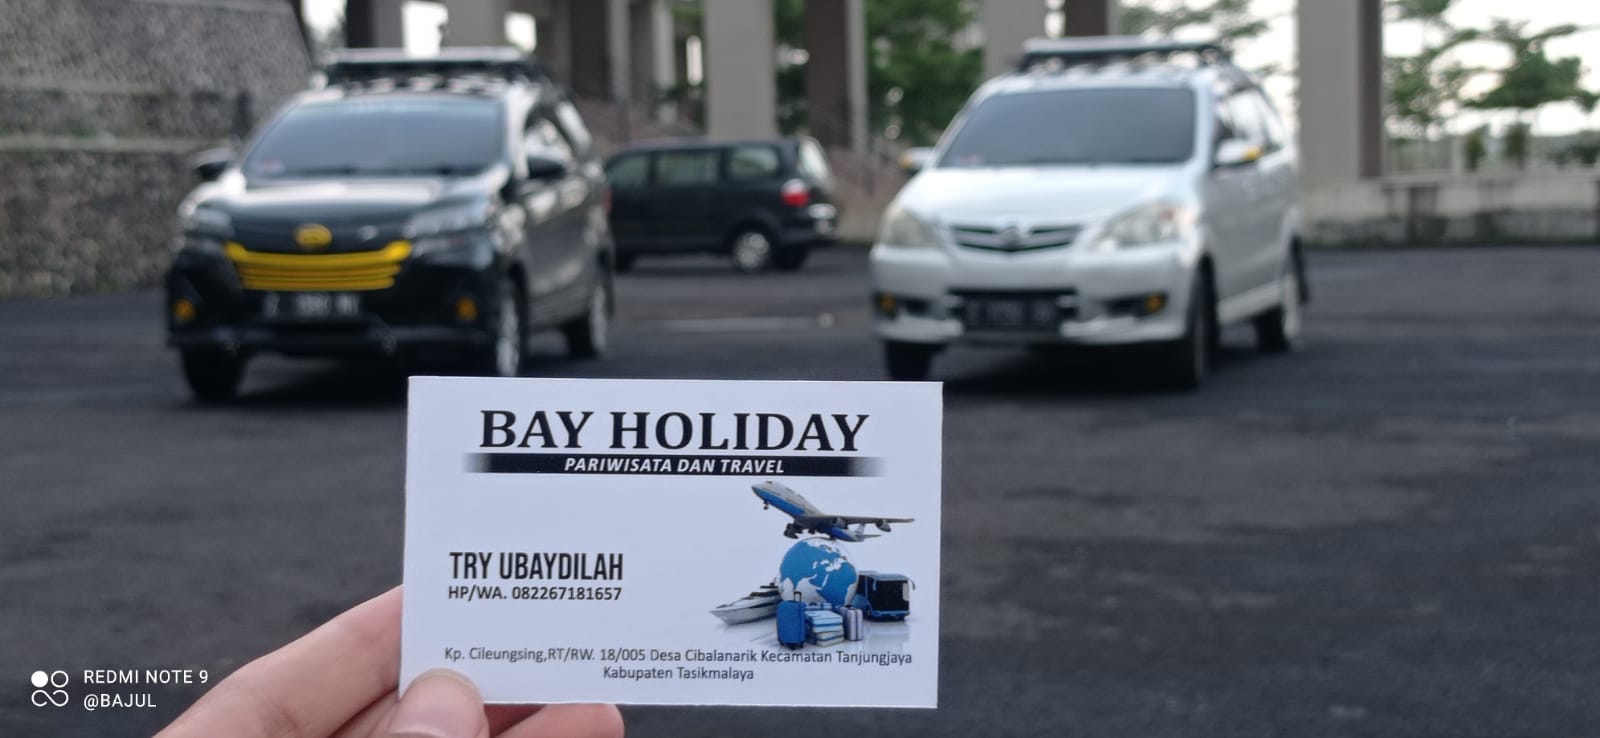 BAY HOLIDAY
PARIWISATA DAN TRAVEL
TRY UBAYDILAH
HP/WA. 082267181657
Kp. Cileungsing,RT/RW. 18/005 Desa Cibalanarik Kecamatan Tanjungjaya
Kabupaten Tasikmalaya
REDMI NOTE 9
@BAJUL